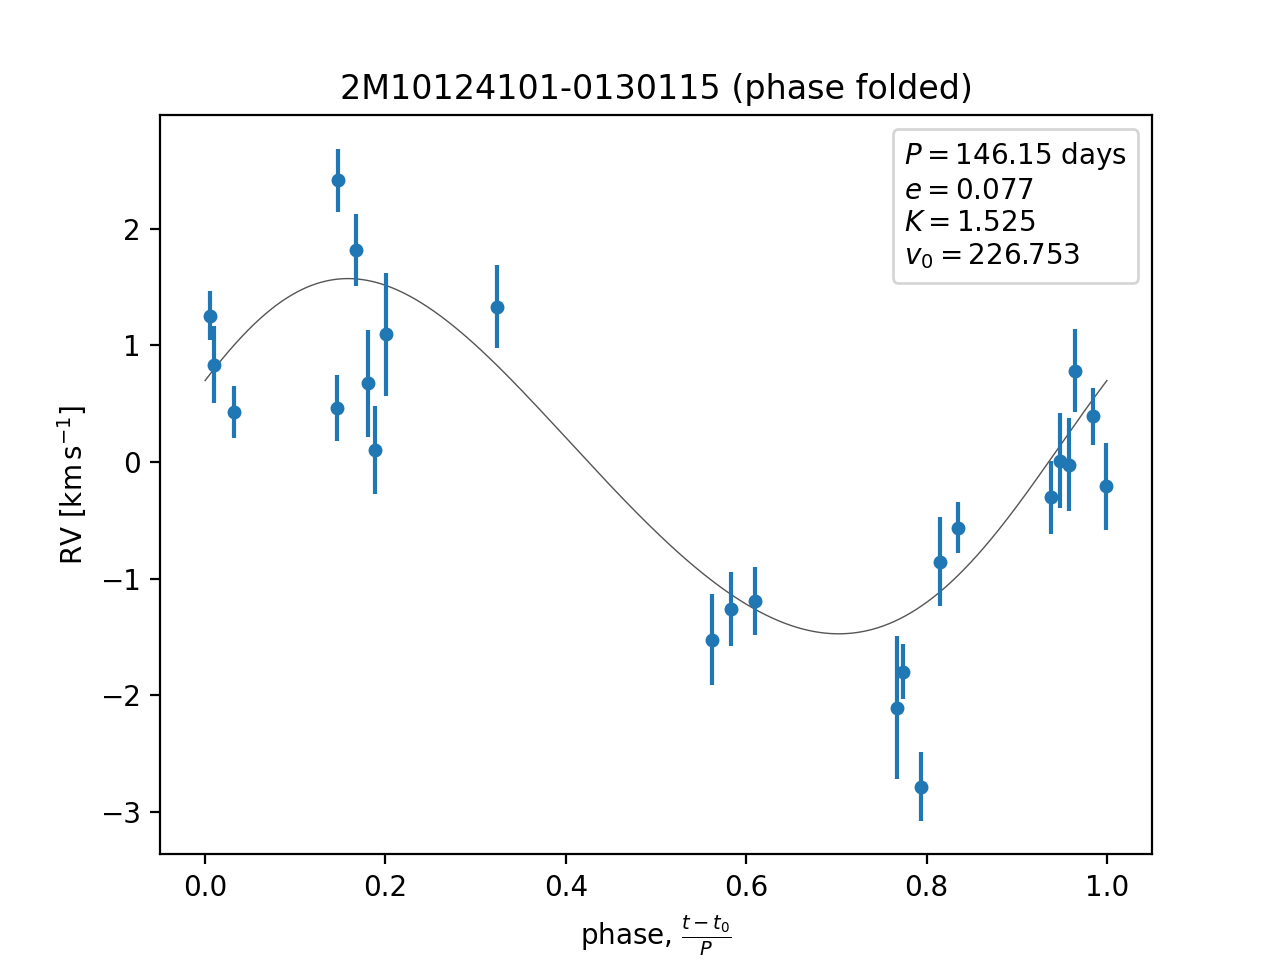 2M10124101-0130115 (phase folded)
P = 146.15 days
e = 0.077
K = 1.525
v₀ = 226.753
RV [km s⁻¹]
2
1
0
−1
−2
−3
0.0 0.2 0.4 0.6 0.8 1.0
phase, (t − t₀)/P